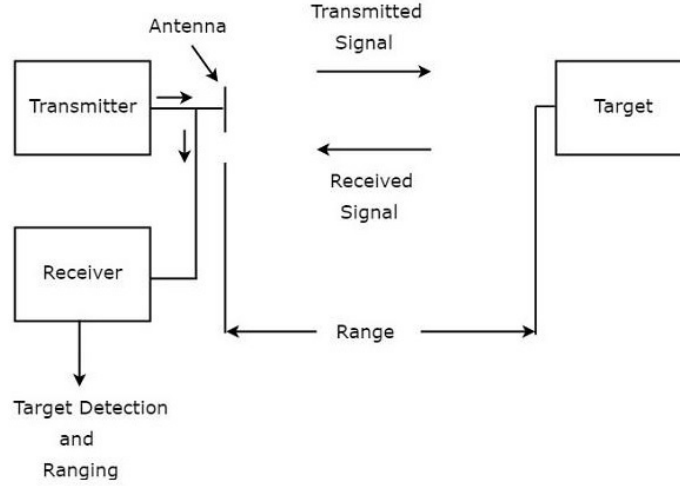 Antenna
Transmitted
Signal
Transmitter
Target
Received
Signal
Receiver
Range
Target Detection
and
Ranging